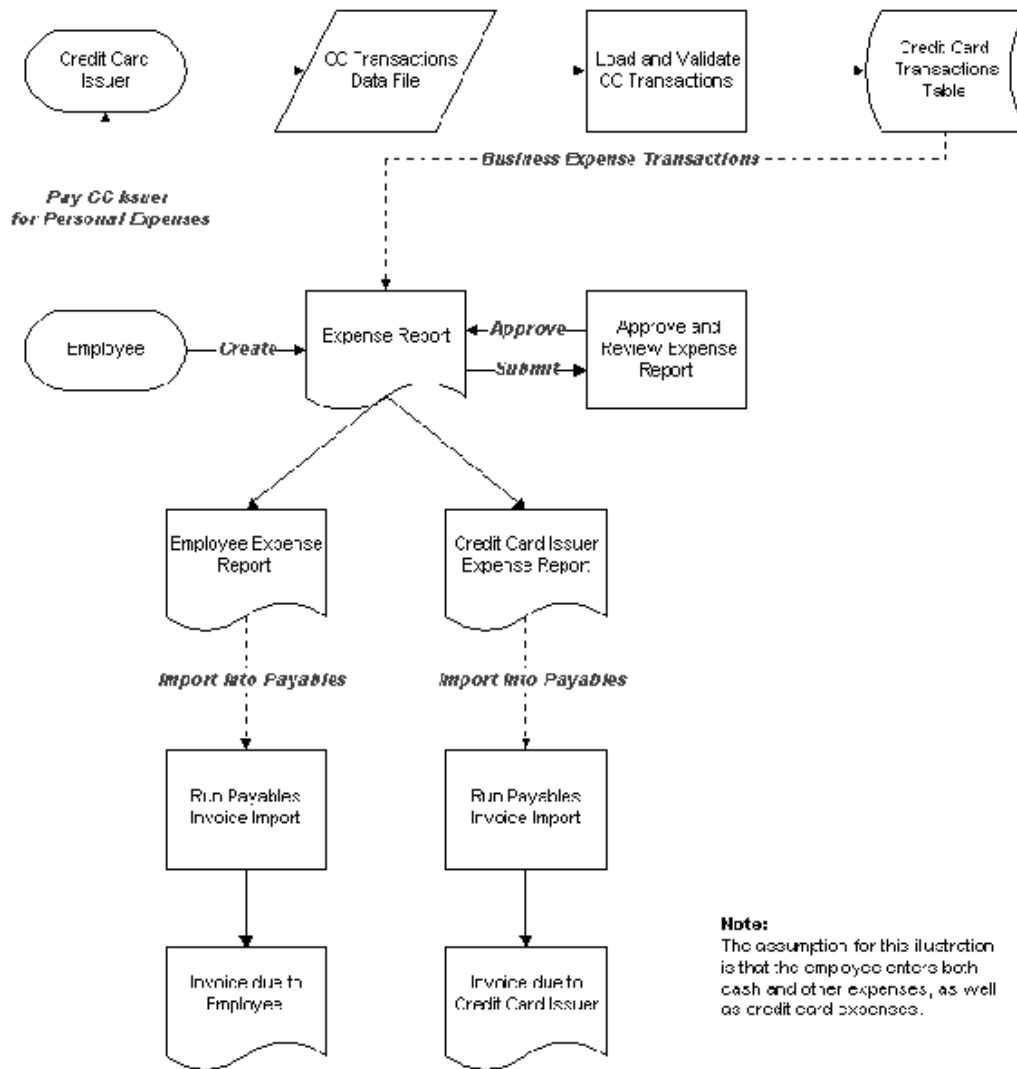 Credit Card
Issuer
CC Transactions
Data File
Load and Validate
CC Transactions
Credit Card
Transactions
Table
Business Expense Transactions
Pay CC Issuer
for Personal Expenses
Employee
Create
Expense Report
Approve
Submit
Approve and
Review Expense
Report
Employee Expense
Report
Credit Card Issuer
Expense Report
Import Into Payables
Import Into Payables
Run Payables
Invoice Import
Run Payables
Invoice Import
Invoice due to
Employee
Invoice due to
Credit Card Issuer
Note:
The assumption for this illustration
is that the employee enters both
cash and other expenses, as well
as credit card expenses.